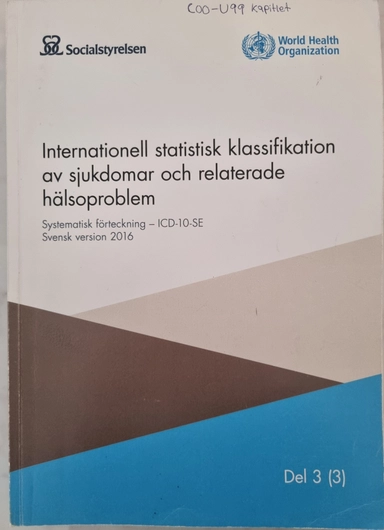 C00-U99 kapitlet
Socialstyrelsen
World Health
Organization
Internationell statistisk klassifikation
av sjukdomar och relaterade
hälsoproblem
Systematisk förteckning – ICD-10-SE
Svensk version 2016
Del 3 (3)